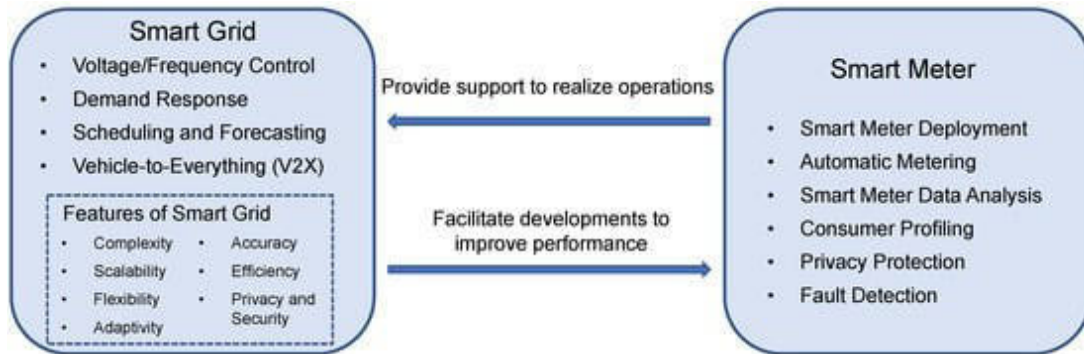 Smart Grid
• Voltage/Frequency Control
• Demand Response
• Scheduling and Forecasting
• Vehicle-to-Everything (V2X)
Features of Smart Grid
• Complexity
• Scalability
• Flexibility
• Adaptivity
• Accuracy
• Efficiency
• Privacy and
Security
Provide support to realize operations
Facilitate developments to
improve performance
Smart Meter
• Smart Meter Deployment
• Automatic Metering
• Smart Meter Data Analysis
• Consumer Profiling
• Privacy Protection
• Fault Detection